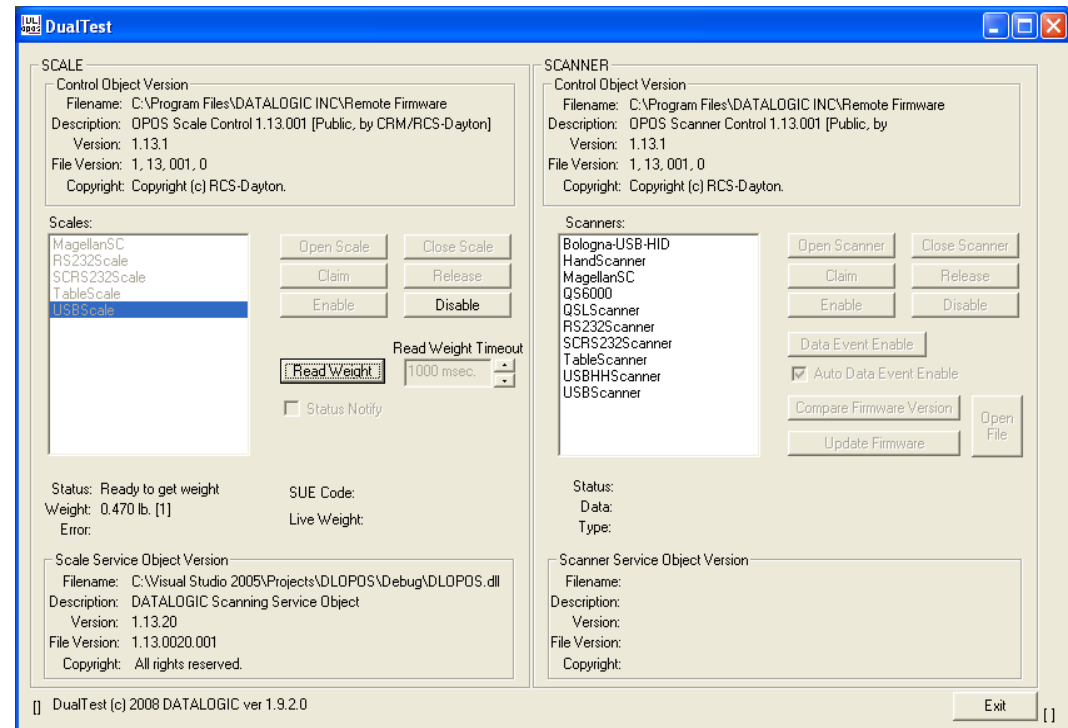 DualTest
SCALE
Control Object Version
Filename: C:\Program Files\DATALOGIC INC\Remote Firmware
Description: OPOS Scale Control 1.13.001 [Public, by CRM/RCS-Dayton]
Version: 1.13.1
File Version: 1, 13, 001, 0
Copyright: Copyright (c) RCS-Dayton.
Scales:
MagellanSC
RS232Scale
SCRS232Scale
TableScale
USBScale
Open Scale
Close Scale
Claim
Release
Enable
Disable
Read Weight Timeout
Read Weight
1000 msec.
Status Notify
Status: Ready to get weight
Weight: 0.470 lb. [1]
Error:
SUE Code:
Live Weight:
Scale Service Object Version
Filename: C:\Visual Studio 2005\Projects\DLOPOS\Debug\DLOPOS.dll
Description: DATALOGIC Scanning Service Object
Version: 1.13.20
File Version: 1.13.0020.001
Copyright: All rights reserved.
SCANNER
Control Object Version
Filename: C:\Program Files\DATALOGIC INC\Remote Firmware
Description: OPOS Scanner Control 1.13.001 [Public, by
Version: 1.13.1
File Version: 1, 13, 001, 0
Copyright: Copyright (c) RCS-Dayton.
Scanners:
Bologna-USB-HID
HandScanner
MagellanSC
QS6000
QSLScanner
RS232Scanner
SCRS232Scanner
TableScanner
USBHHScanner
USBScanner
Open Scanner
Close Scanner
Claim
Release
Enable
Disable
Data Event Enable
Auto Data Event Enable
Compare Firmware Version
Update Firmware
Open
File
Status:
Data:
Type:
Scanner Service Object Version
Filename:
Description:
Version:
File Version:
Copyright:
[] DualTest (c) 2008 DATALOGIC ver 1.9.2.0
Exit
[ ]